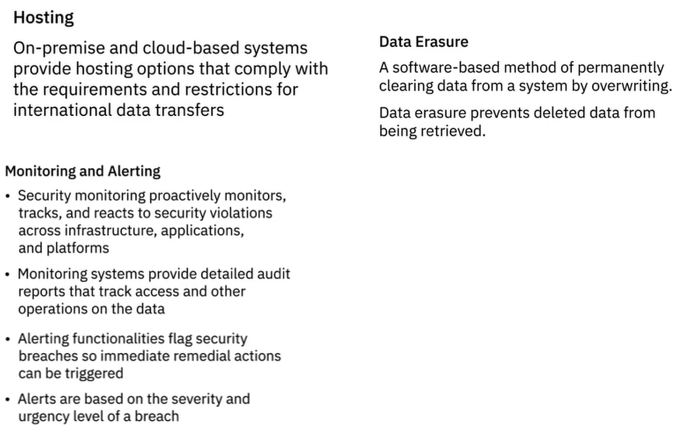 Hosting
On-premise and cloud-based systems
provide hosting options that comply with
the requirements and restrictions for
international data transfers
Data Erasure
A software-based method of permanently
clearing data from a system by overwriting.
Data erasure prevents deleted data from
being retrieved.
Monitoring and Alerting
• Security monitoring proactively monitors,
tracks, and reacts to security violations
across infrastructure, applications,
and platforms
• Monitoring systems provide detailed audit
reports that track access and other
operations on the data
• Alerting functionalities flag security
breaches so immediate remedial actions
can be triggered
• Alerts are based on the severity and
urgency level of a breach